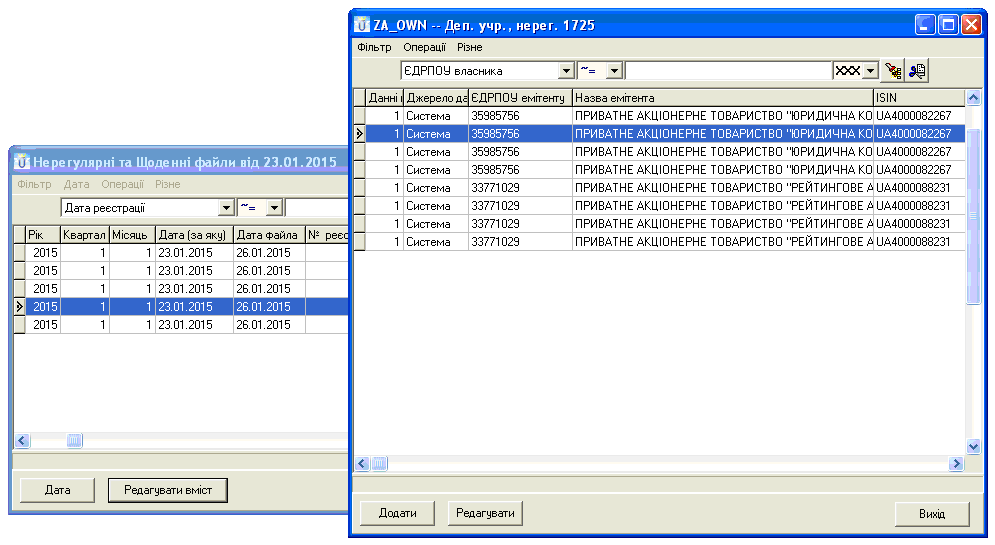 ZA_OWN -- Деп. учр., нерег. 1725
Фільтр Операції Різне
ЄДРПОУ власника ~= XXX
Данні Джерело да ЄДРПОУ емітенту Назва емітента ISIN
1 Система 35985756 ПРИВАТНЕ АКЦІОНЕРНЕ ТОВАРИСТВО "ЮРИДИЧНА КО UA4000082267
1 Система 35985756 ПРИВАТНЕ АКЦІОНЕРНЕ ТОВАРИСТВО "ЮРИДИЧНА КО UA4000082267
1 Система 35985756 ПРИВАТНЕ АКЦІОНЕРНЕ ТОВАРИСТВО "ЮРИДИЧНА КО UA4000082267
1 Система 35985756 ПРИВАТНЕ АКЦІОНЕРНЕ ТОВАРИСТВО "ЮРИДИЧНА КО UA4000082267
1 Система 33771029 ПРИВАТНЕ АКЦІОНЕРНЕ ТОВАРИСТВО "РЕЙТИНГОВЕ А UA4000088231
1 Система 33771029 ПРИВАТНЕ АКЦІОНЕРНЕ ТОВАРИСТВО "РЕЙТИНГОВЕ А UA4000088231
1 Система 33771029 ПРИВАТНЕ АКЦІОНЕРНЕ ТОВАРИСТВО "РЕЙТИНГОВЕ А UA4000088231
1 Система 33771029 ПРИВАТНЕ АКЦІОНЕРНЕ ТОВАРИСТВО "РЕЙТИНГОВЕ А UA4000088231
Додати Редагувати Вихід
Нерегулярні та Щоденні файли від 23.01.2015
Фільтр Дата Операції Різне
Дата реєстрації ~=
Рік Квартал Місяць Дата (за яку) Дата файла № реєс
2015 1 1 23.01.2015 26.01.2015
2015 1 1 23.01.2015 26.01.2015
2015 1 1 23.01.2015 26.01.2015
2015 1 1 23.01.2015 26.01.2015
2015 1 1 23.01.2015 26.01.2015
Дата Редагувати вміст